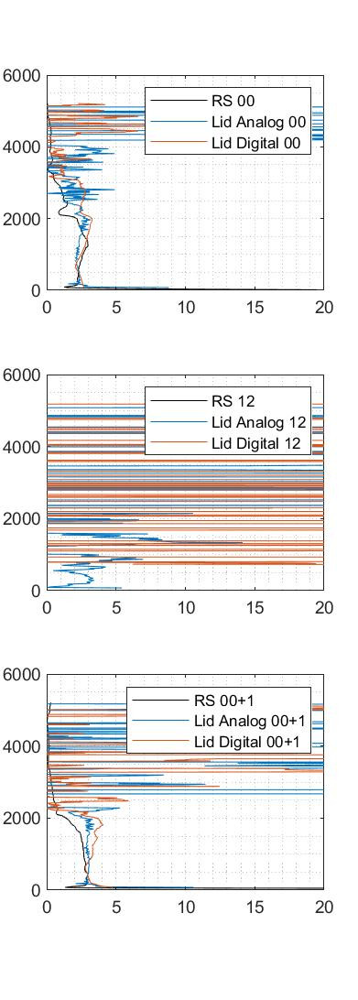 6000
RS 00
Lid Analog 00
Lid Digital 00
4000
2000
0
0 5 10 15 20
6000
RS 12
Lid Analog 12
Lid Digital 12
4000
2000
0
0 5 10 15 20
6000
RS 00+1
Lid Analog 00+1
Lid Digital 00+1
4000
2000
0
0 5 10 15 20